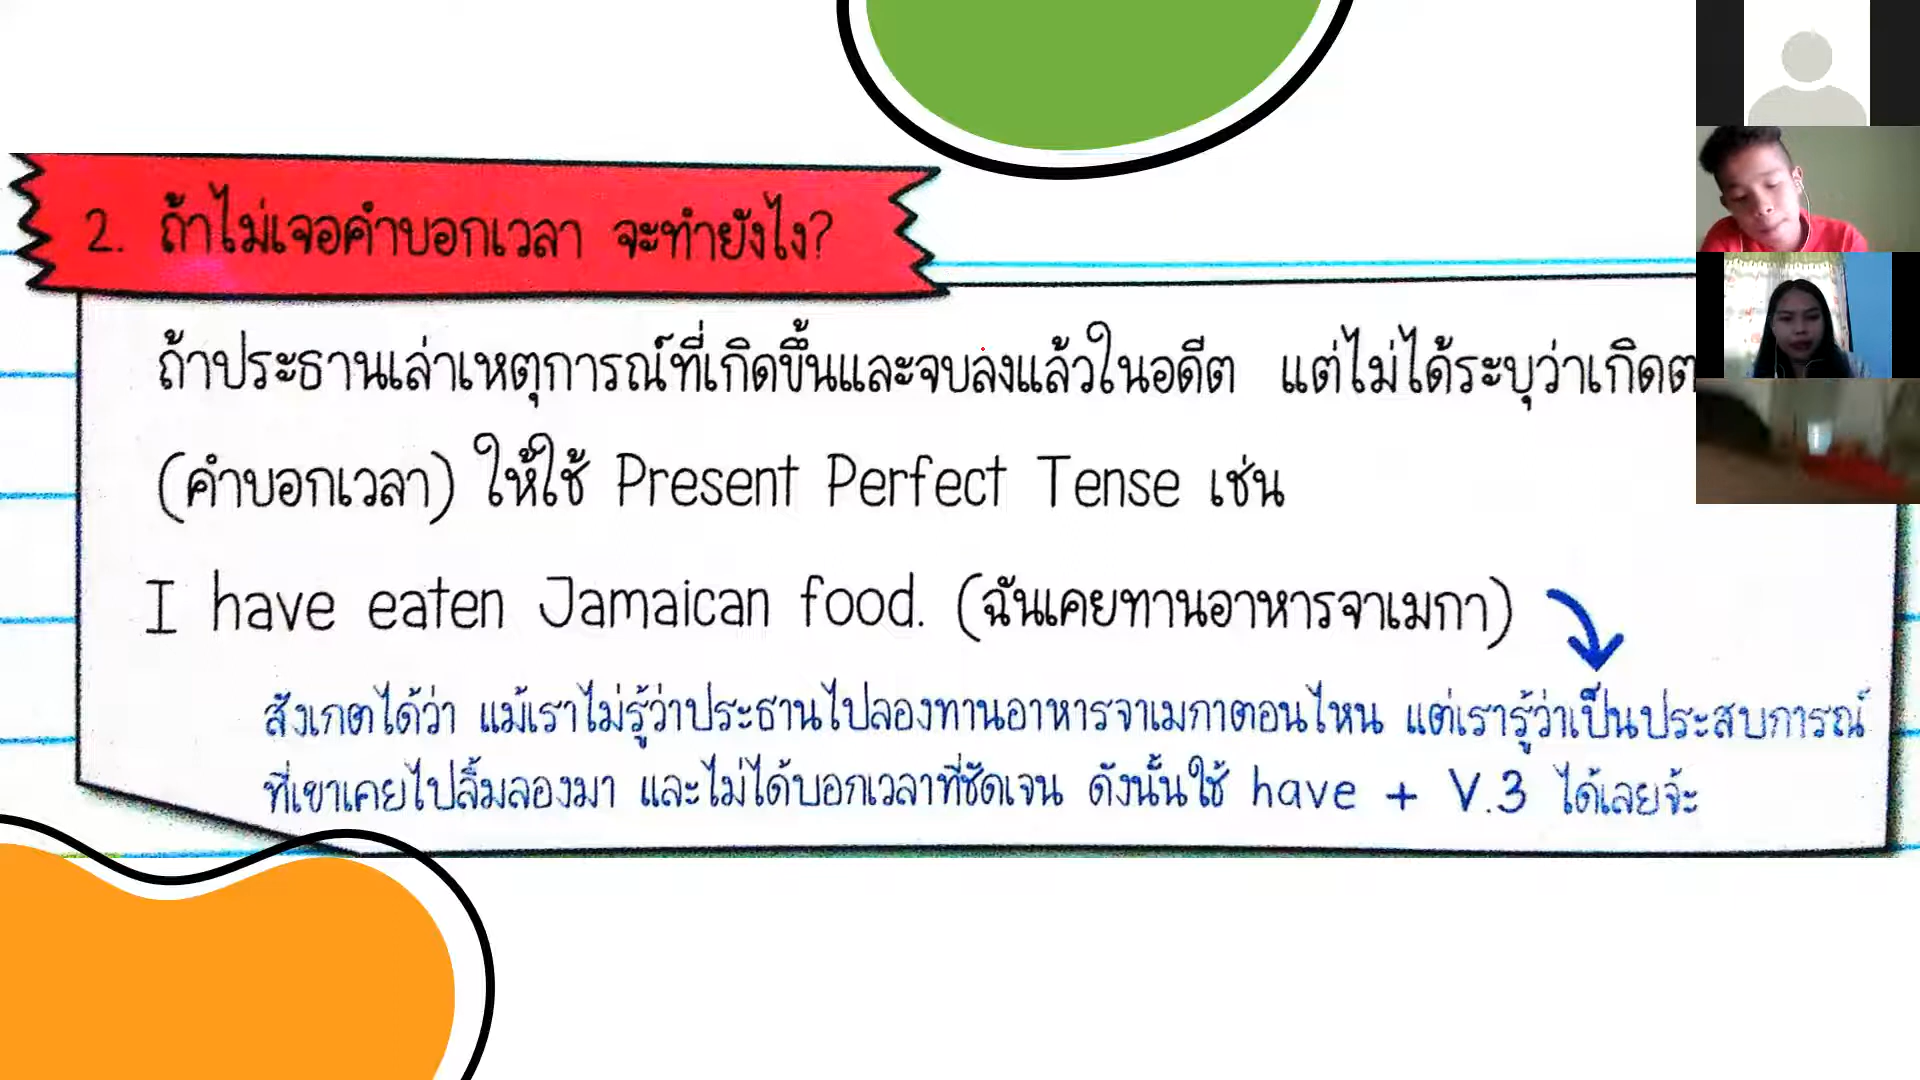 2. ถ้าไม่เจอคำบอกเวลา จะทำยังไง?
ถ้าประธานเล่าเหตุการณ์ที่เกิดขึ้นและจบลงแล้วในอดีต แต่ไม่ได้ระบุว่าเกิดต
(คำบอกเวลา) ให้ใช้ Present Perfect Tense เช่น
I have eaten Jamaican food. (ฉันเคยทานอาหารจาเมกา)
สังเกตได้ว่า แม้เราไม่รู้ว่าประธานไปลองทานอาหารจาเมกาตอนไหน แต่เรารู้ว่าเป็นประสบการณ์
ที่เขาเคยไปลิ้มลองมา และไม่ได้บอกเวลาที่ชัดเจน ดังนั้นใช้ have + V.3 ได้เลยจ้ะ